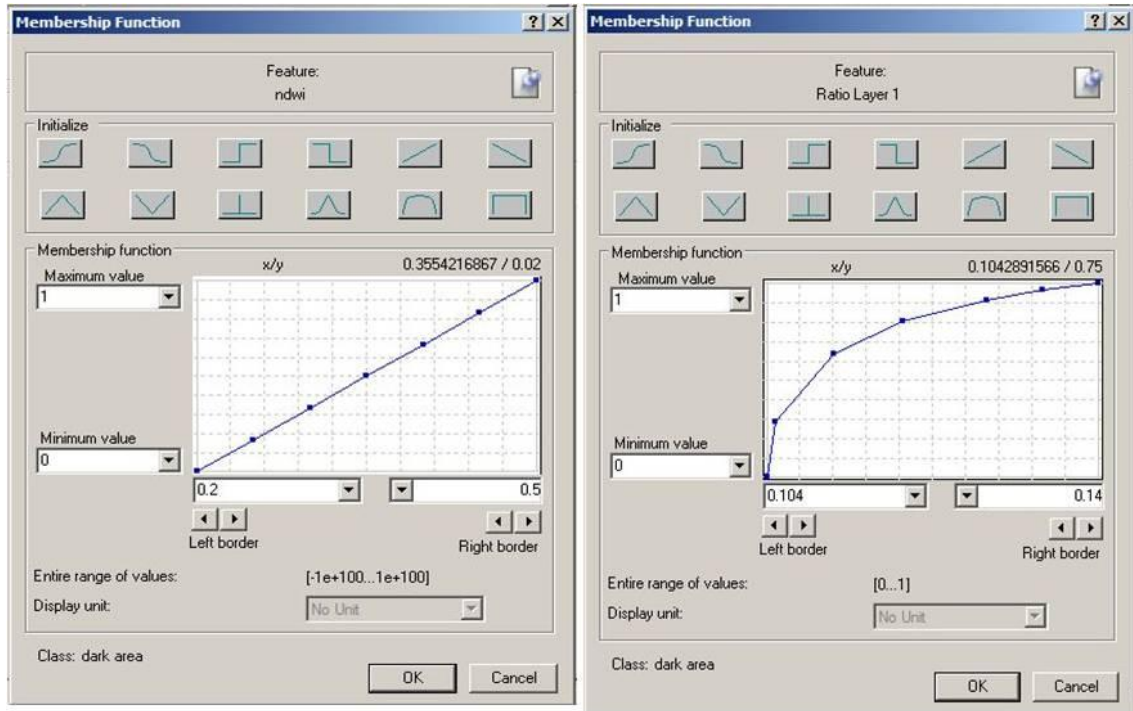 Membership Function
Feature:
ndwi
Initialize
Membership function
Maximum value
x/y
0.3554216867 / 0.02
1
Minimum value
0
0.2
0.5
Left border
Right border
Entire range of values:
[-1e+100...1e+100]
Display unit:
No Unit
Class: dark area
OK
Cancel
Membership Function
Feature:
Ratio Layer 1
Initialize
Membership function
Maximum value
x/y
0.1042891566 / 0.75
1
Minimum value
0
0.104
0.14
Left border
Right border
Entire range of values:
[0...1]
Display unit:
No Unit
Class: dark area
OK
Cancel